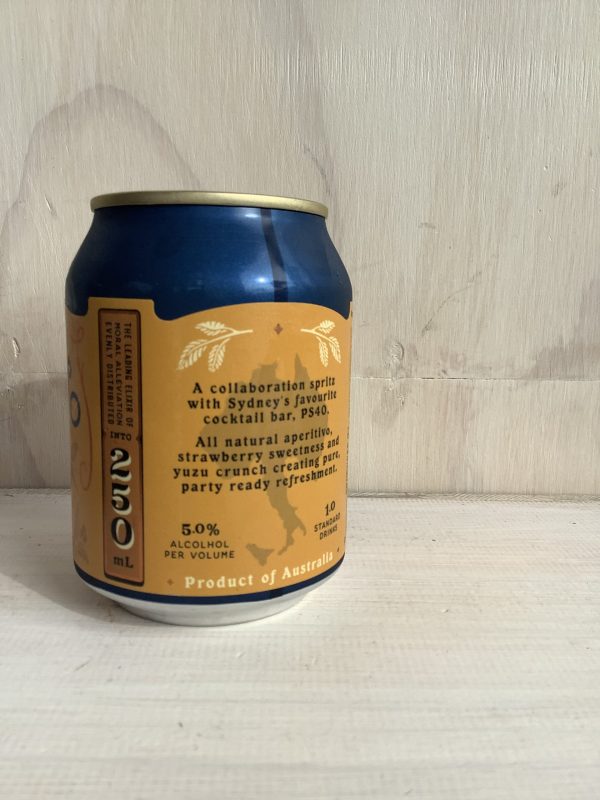 THE LEADING ELIXIR OF
MORAL ALLEVIATION
EVENLY DISTRIBUTED
INTO
250
mL
A collaboration spritz
with Sydney's favourite
cocktail bar, PS40.
All natural aperitivo,
strawberry sweetness and
yuzu crunch creating pure,
party ready refreshment.
5.0%
ALCOLHOL
PER VOLUME
1.0
STANDARD
DRINKS
Product of Australia